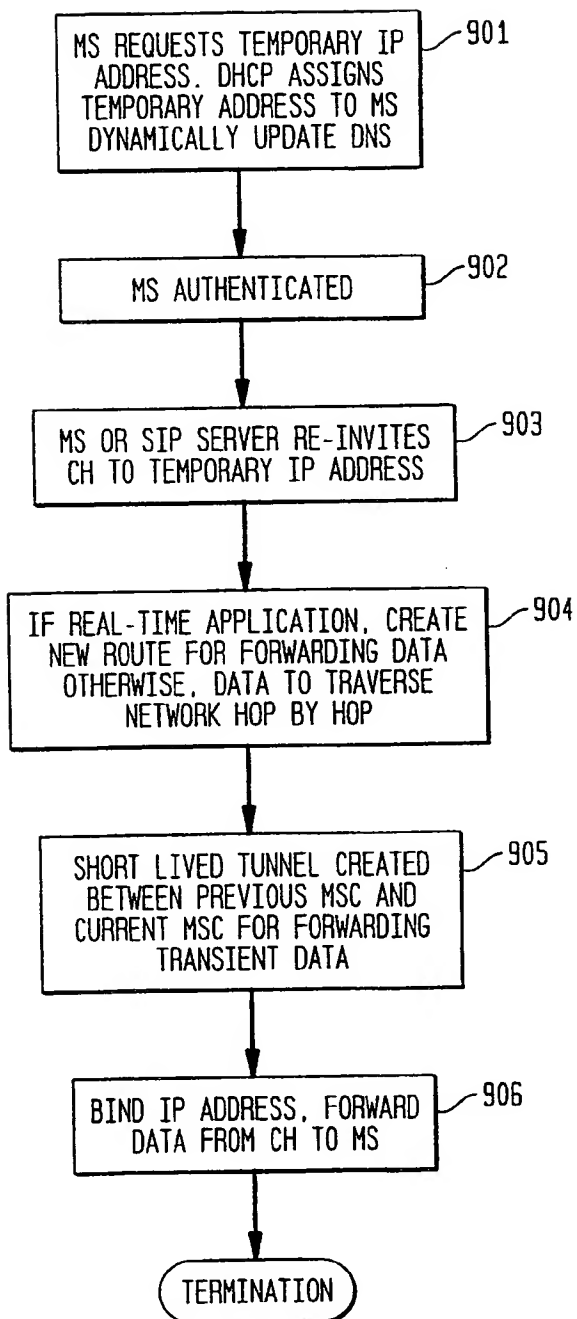 MS REQUESTS TEMPORARY IP
ADDRESS. DHCP ASSIGNS
TEMPORARY ADDRESS TO MS
DYNAMICALLY UPDATE DNS
901
MS AUTHENTICATED
902
MS OR SIP SERVER RE-INVITES
CH TO TEMPORARY IP ADDRESS
903
IF REAL-TIME APPLICATION, CREATE
NEW ROUTE FOR FORWARDING DATA
OTHERWISE, DATA TO TRAVERSE
NETWORK HOP BY HOP
904
SHORT LIVED TUNNEL CREATED
BETWEEN PREVIOUS MSC AND
CURRENT MSC FOR FORWARDING
TRANSIENT DATA
905
BIND IP ADDRESS, FORWARD
DATA FROM CH TO MS
906
TERMINATION